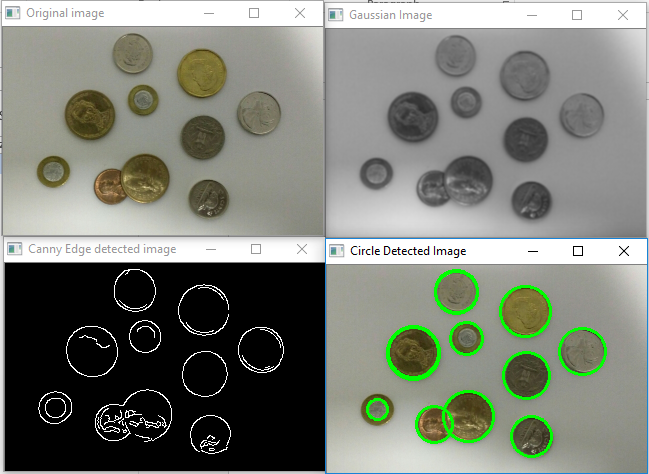 Original image
Gaussian Image
Canny Edge detected image
Circle Detected Image